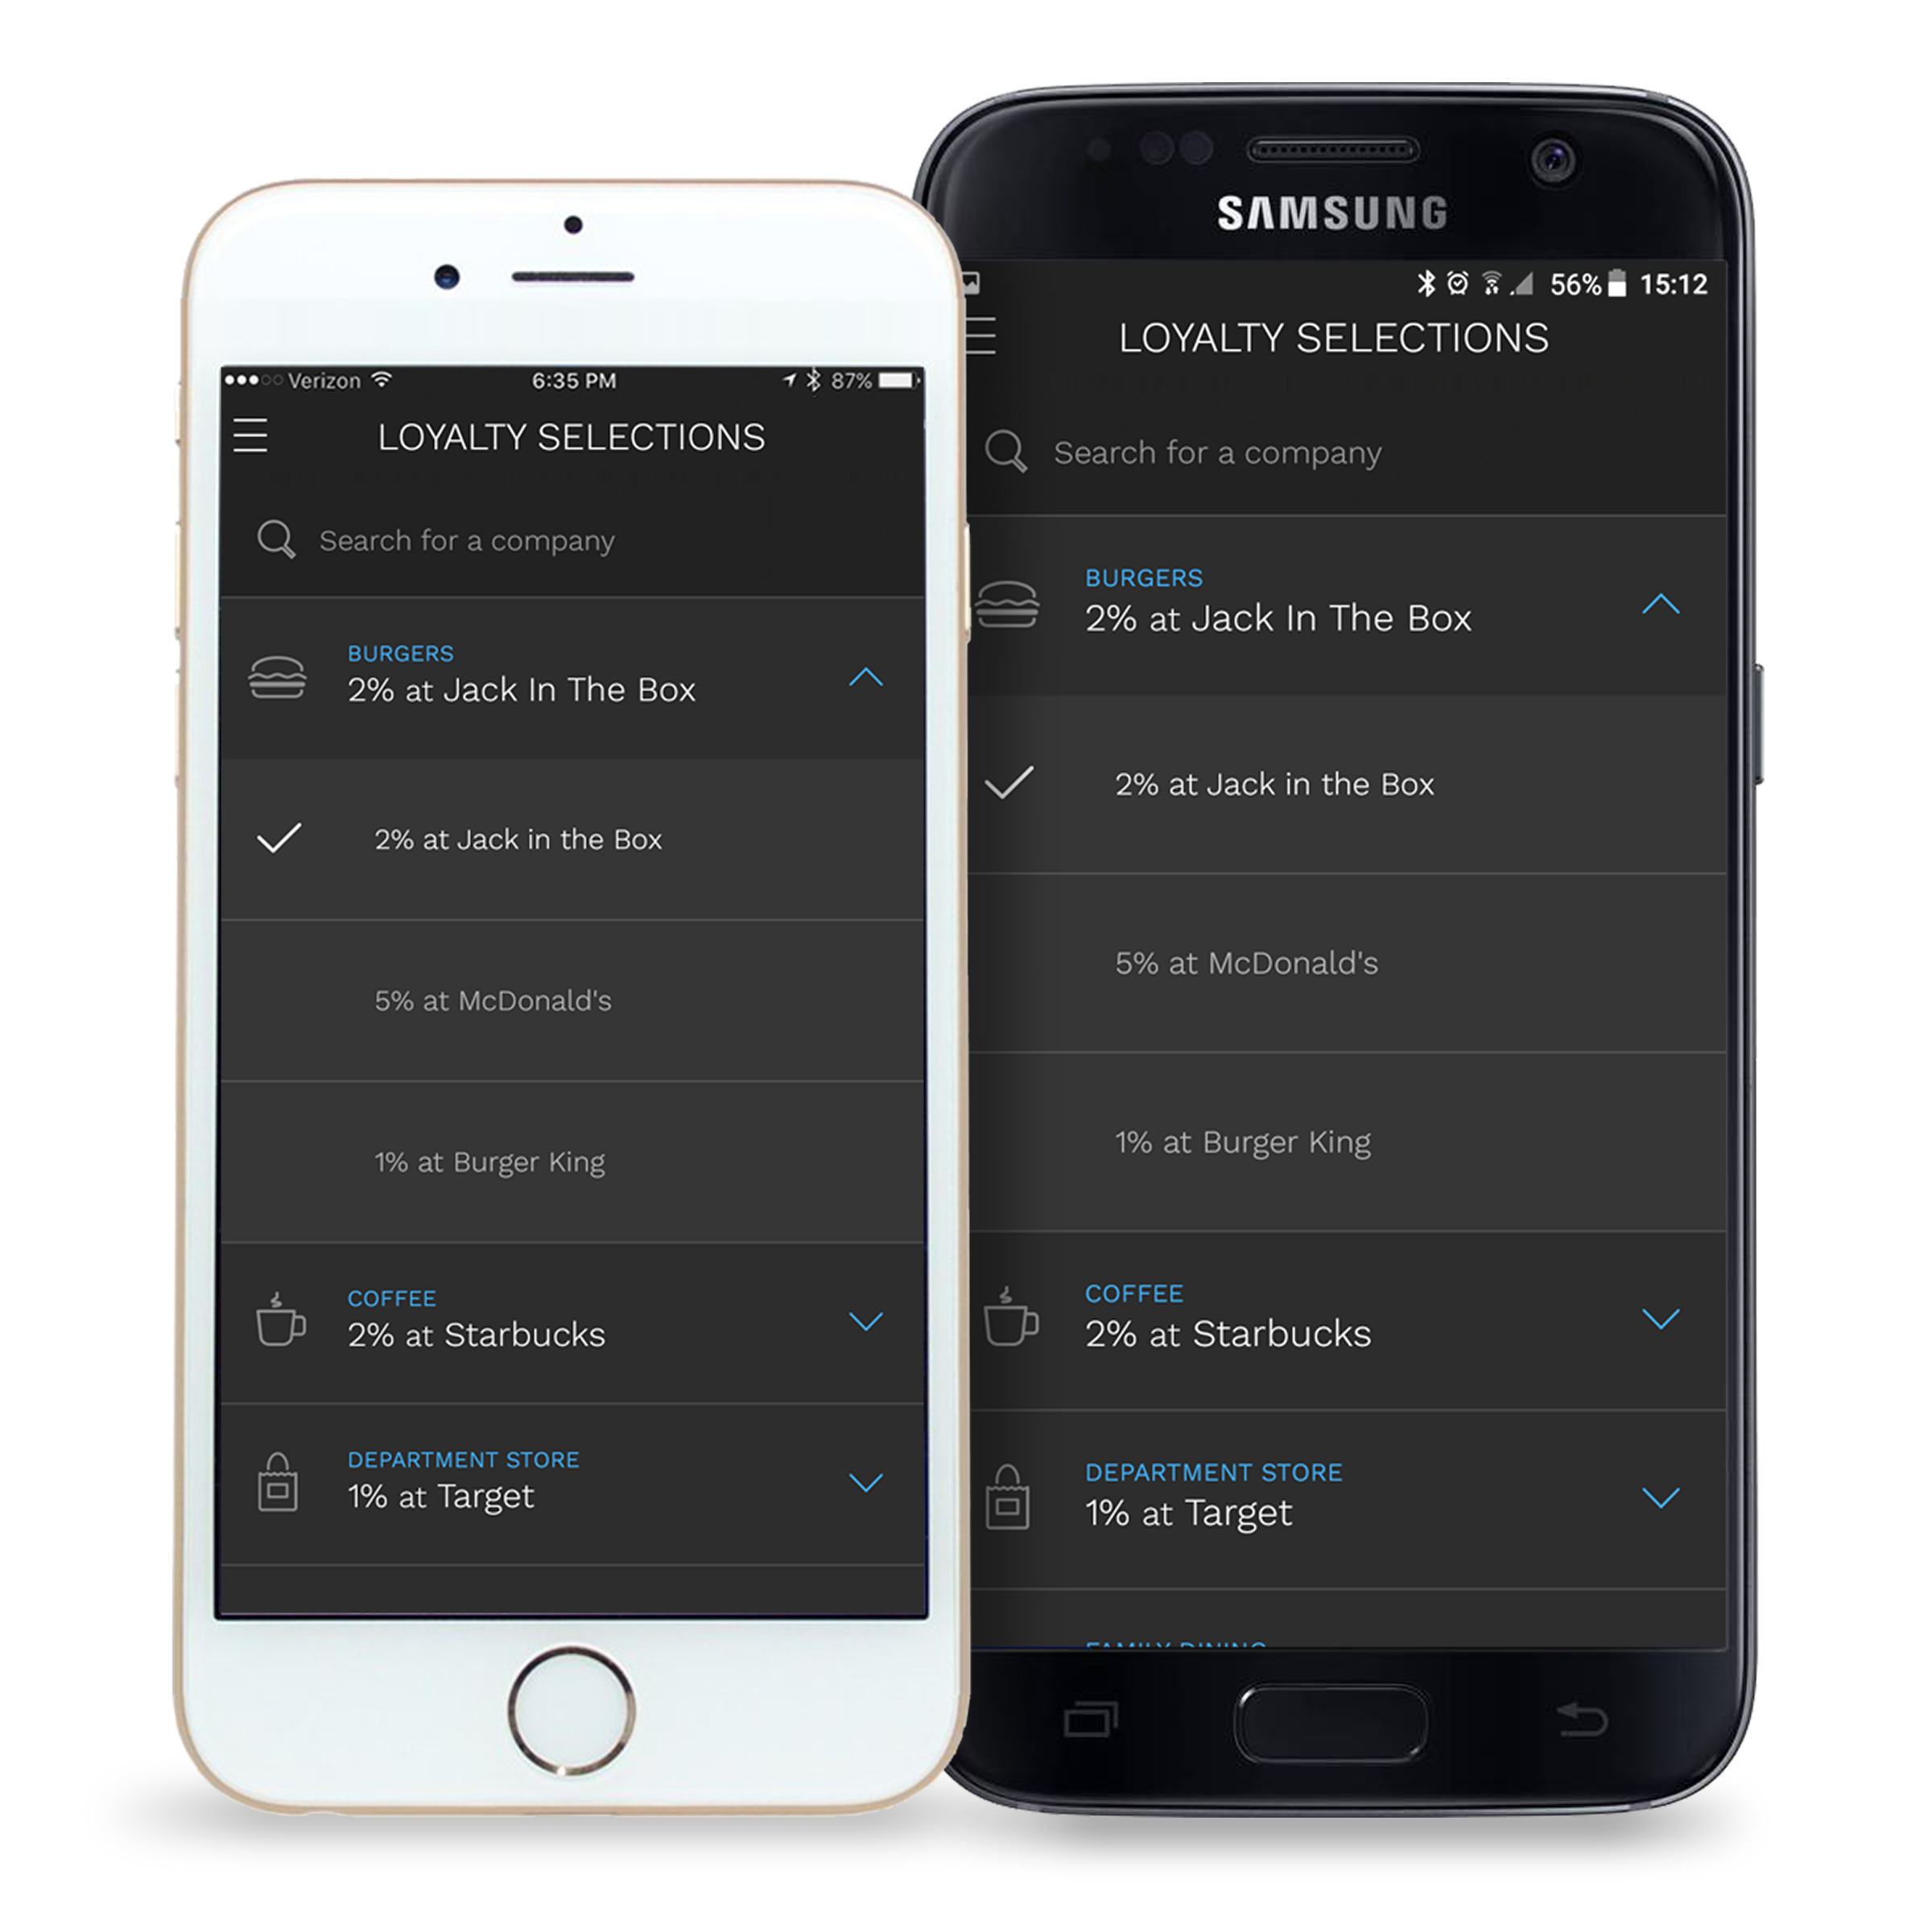 Verizon
6:35 PM
87%
LOYALTY SELECTIONS
Search for a company
BURGERS
2% at Jack In The Box
2% at Jack in the Box
5% at McDonald's
1% at Burger King
COFFEE
2% at Starbucks
DEPARTMENT STORE
1% at Target
SAMSUNG
56% 15:12
LOYALTY SELECTIONS
Search for a company
BURGERS
2% at Jack In The Box
2% at Jack in the Box
5% at McDonald's
1% at Burger King
COFFEE
2% at Starbucks
DEPARTMENT STORE
1% at Target
FAMILY DINING